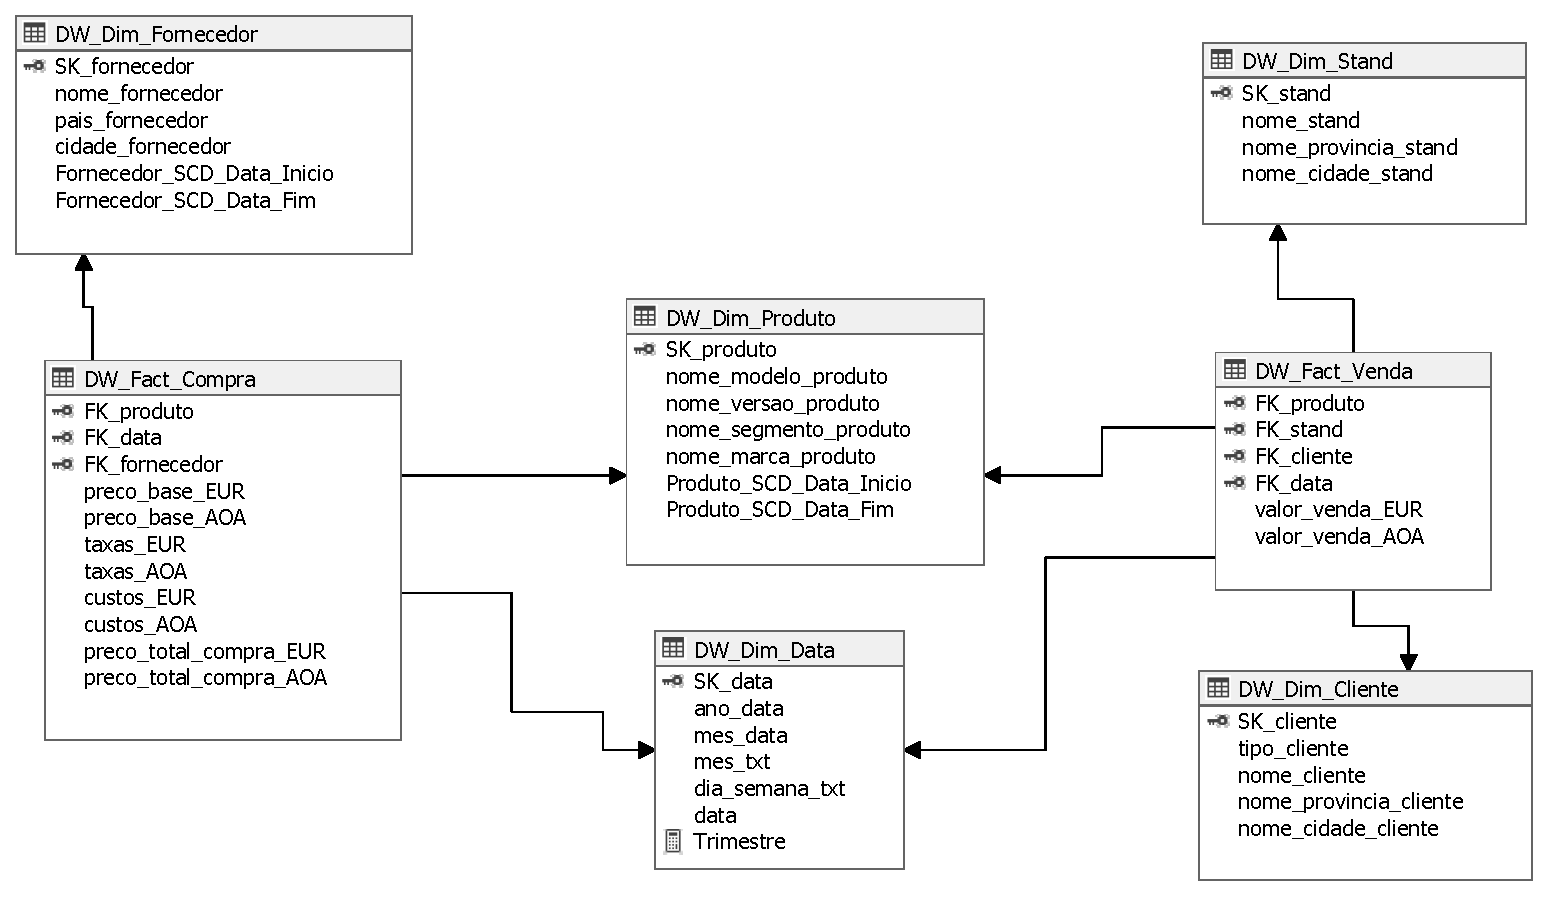 DW_Dim_Fornecedor
SK_fornecedor
nome_fornecedor
pais_fornecedor
cidade_fornecedor
Fornecedor_SCD_Data_Inicio
Fornecedor_SCD_Data_Fim
DW_Dim_Stand
SK_stand
nome_stand
nome_provincia_stand
nome_cidade_stand
DW_Fact_Compra
FK_produto
FK_data
FK_fornecedor
preco_base_EUR
preco_base_AOA
taxas_EUR
taxas_AOA
custos_EUR
custos_AOA
preco_total_compra_EUR
preco_total_compra_AOA
DW_Dim_Produto
SK_produto
nome_modelo_produto
nome_versao_produto
nome_segmento_produto
nome_marca_produto
Produto_SCD_Data_Inicio
Produto_SCD_Data_Fim
DW_Fact_Venda
FK_produto
FK_stand
FK_cliente
FK_data
valor_venda_EUR
valor_venda_AOA
DW_Dim_Data
SK_data
ano_data
mes_data
mes_txt
dia_semana_txt
data
Trimestre
DW_Dim_Cliente
SK_cliente
tipo_cliente
nome_cliente
nome_provincia_cliente
nome_cidade_cliente